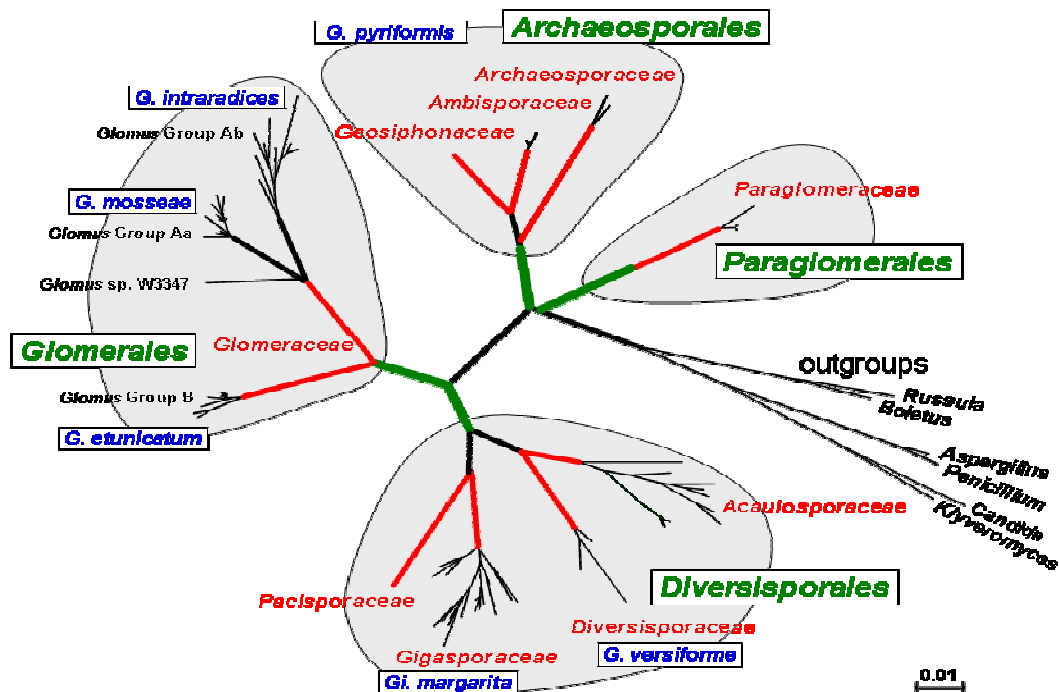 G. pyriformis
Archaeosporales
Archaeosporaceae
Ambisporaceae
Geosiphonaceae
G. intraradices
Glomus Group Ab
G. mosseae
Glomus Group Aa
Glomus sp. W3347
Glomerales
Glomeraceae
Glomus Group B
G. etunicatum
Paraglomeraceae
Paraglomerales
outgroups
Russula
Boletus
Aspergillus
Penicillium
Candida
Klyveromyces
Acaulosporaceae
Diversisporales
Pacisporaceae
Diversisporaceae
G. versiforme
Gigasporaceae
Gi. margarita
0.01